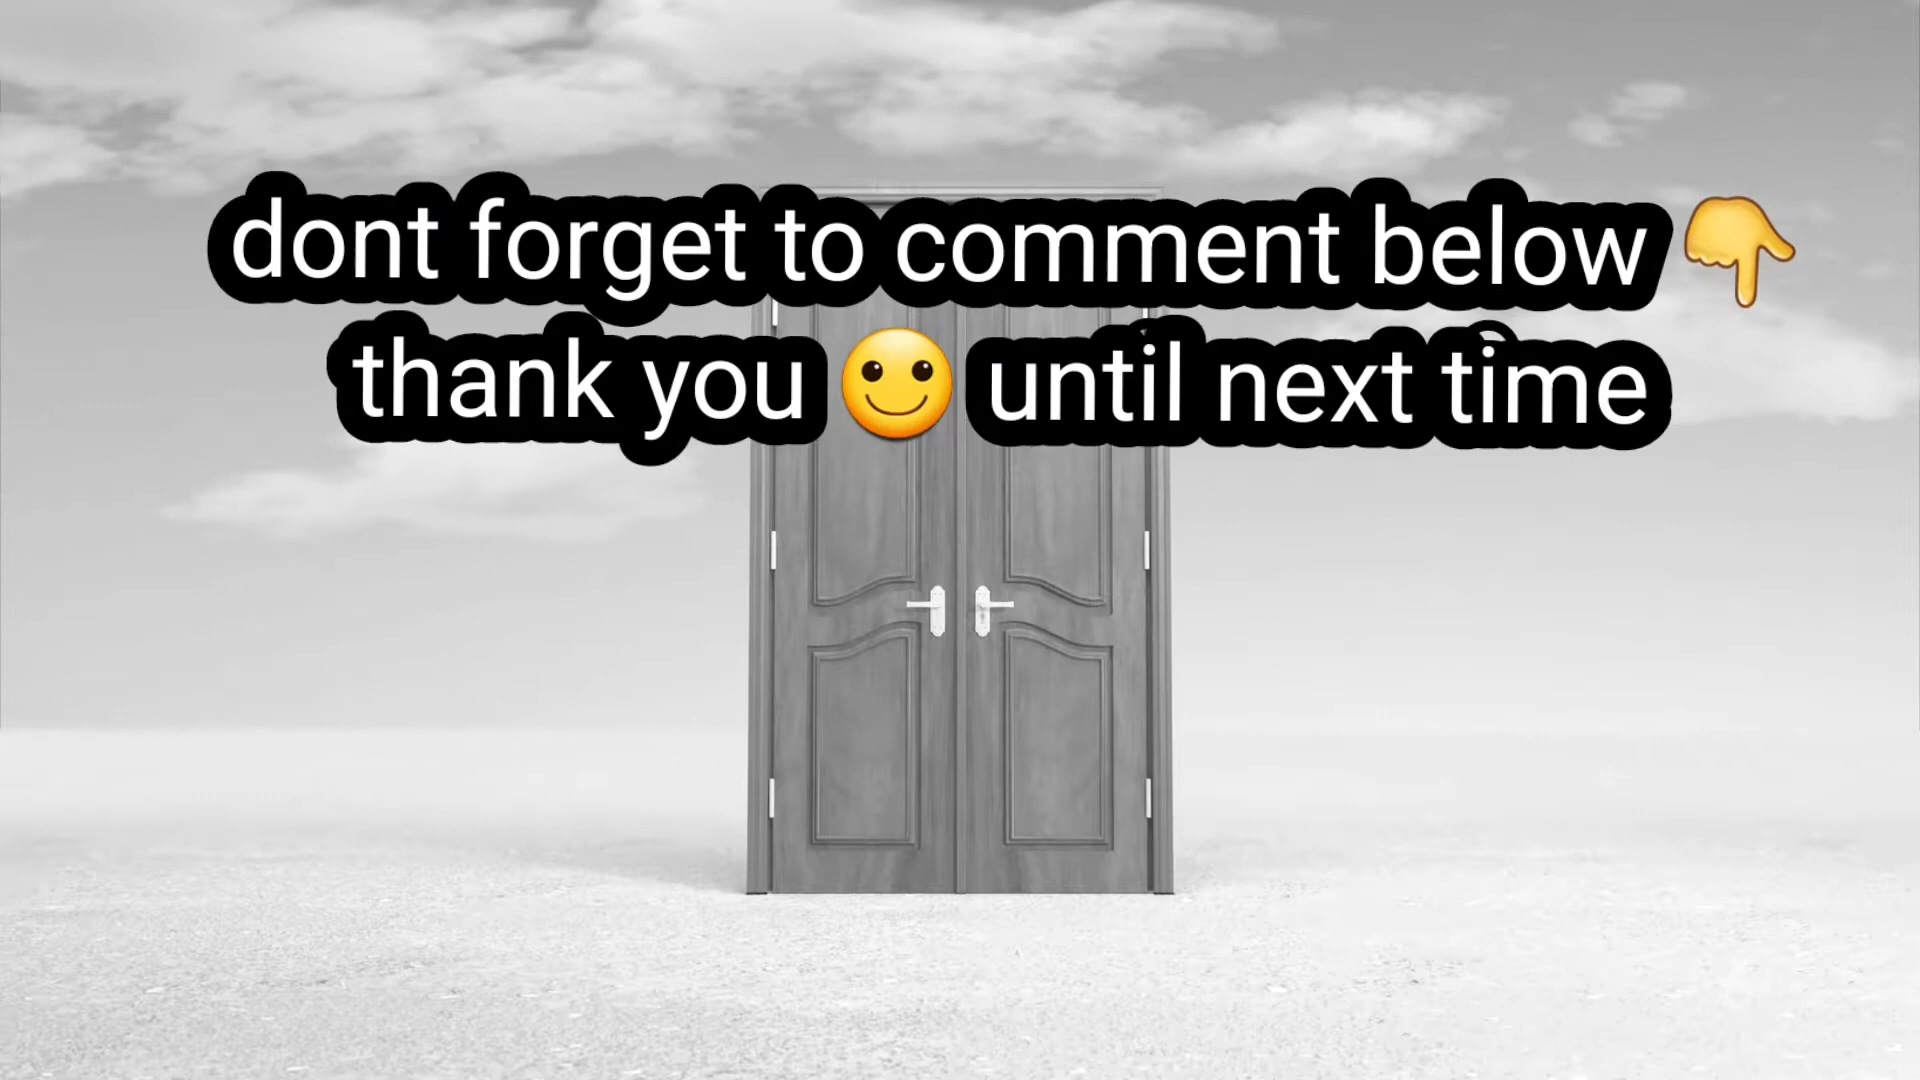 dont forget to comment below 👇
thank you 🙂 until next time